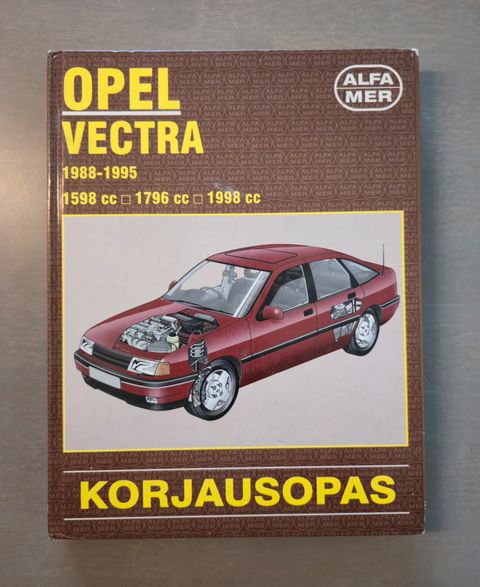 OPEL
VECTRA
1988-1995
1598 cc □ 1796 cc □ 1998 cc
ALFA
MER
KORJAUSOPAS